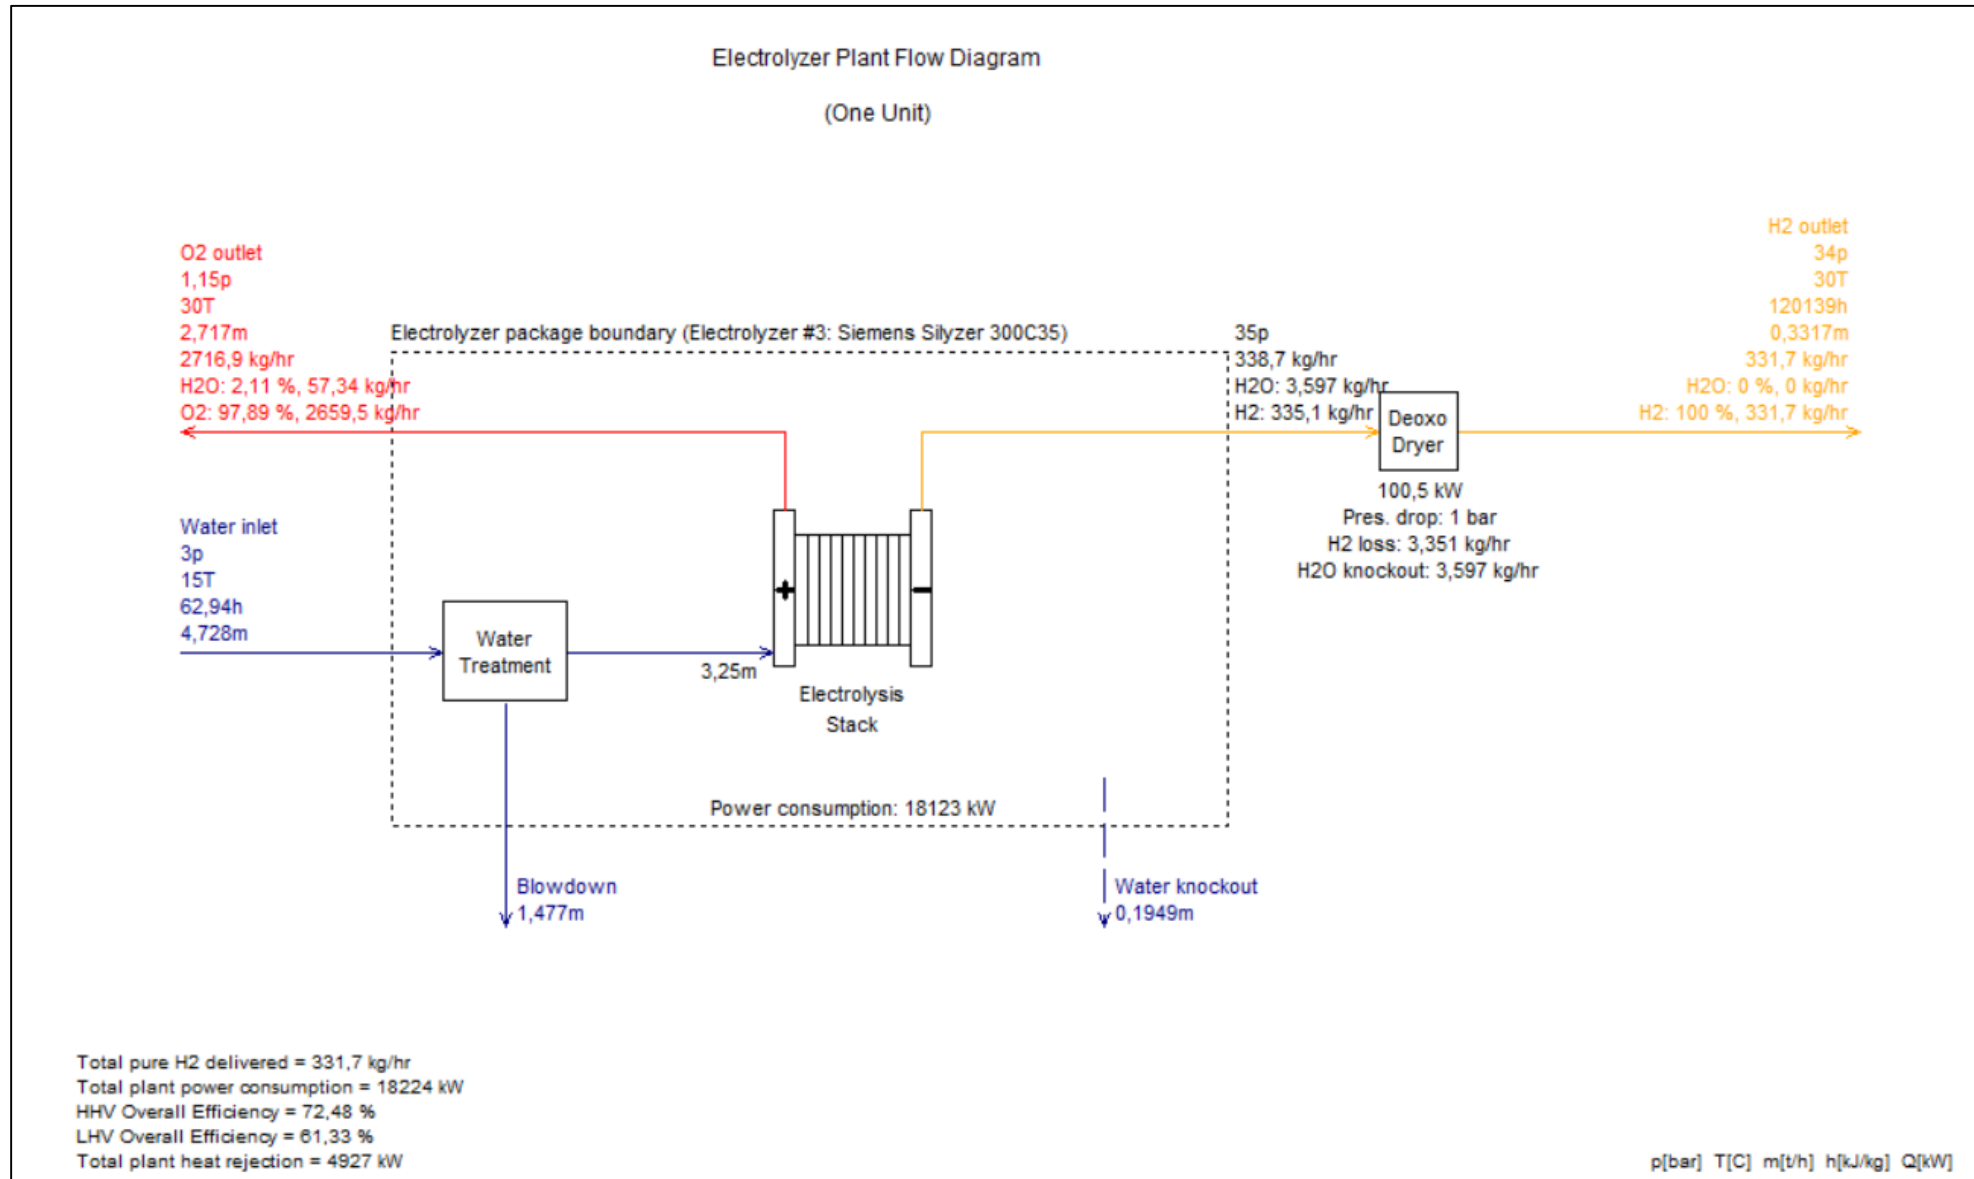 Electrolyzer Plant Flow Diagram
(One Unit)
O2 outlet
1,15p
30T
2,717m
2716,9 kg/hr
H2O: 2,11 %, 57,34 kg/hr
O2: 97,89 %, 2659,5 kg/hr
Electrolyzer package boundary (Electrolyzer #3: Siemens Silyzer 300C35)
35p
338,7 kg/hr
H2O: 3,597 kg/hr
H2: 335,1 kg/hr
Deoxo
Dryer
100,5 kW
Pres. drop: 1 bar
H2 loss: 3,351 kg/hr
H2O knockout: 3,597 kg/hr
H2 outlet
34p
30T
120139h
0,3317m
331,7 kg/hr
H2O: 0 %, 0 kg/hr
H2: 100 %, 331,7 kg/hr
Water inlet
3p
15T
62,94h
4,728m
Water
Treatment
3,25m
Electrolysis
Stack
Power consumption: 18123 kW
Blowdown
1,477m
Water knockout
0,1949m
Total pure H2 delivered = 331,7 kg/hr
Total plant power consumption = 18224 kW
HHV Overall Efficiency = 72,48 %
LHV Overall Efficiency = 61,33 %
Total plant heat rejection = 4927 kW
p[bar] T[C] m[t/h] h[kJ/kg] Q[kW]